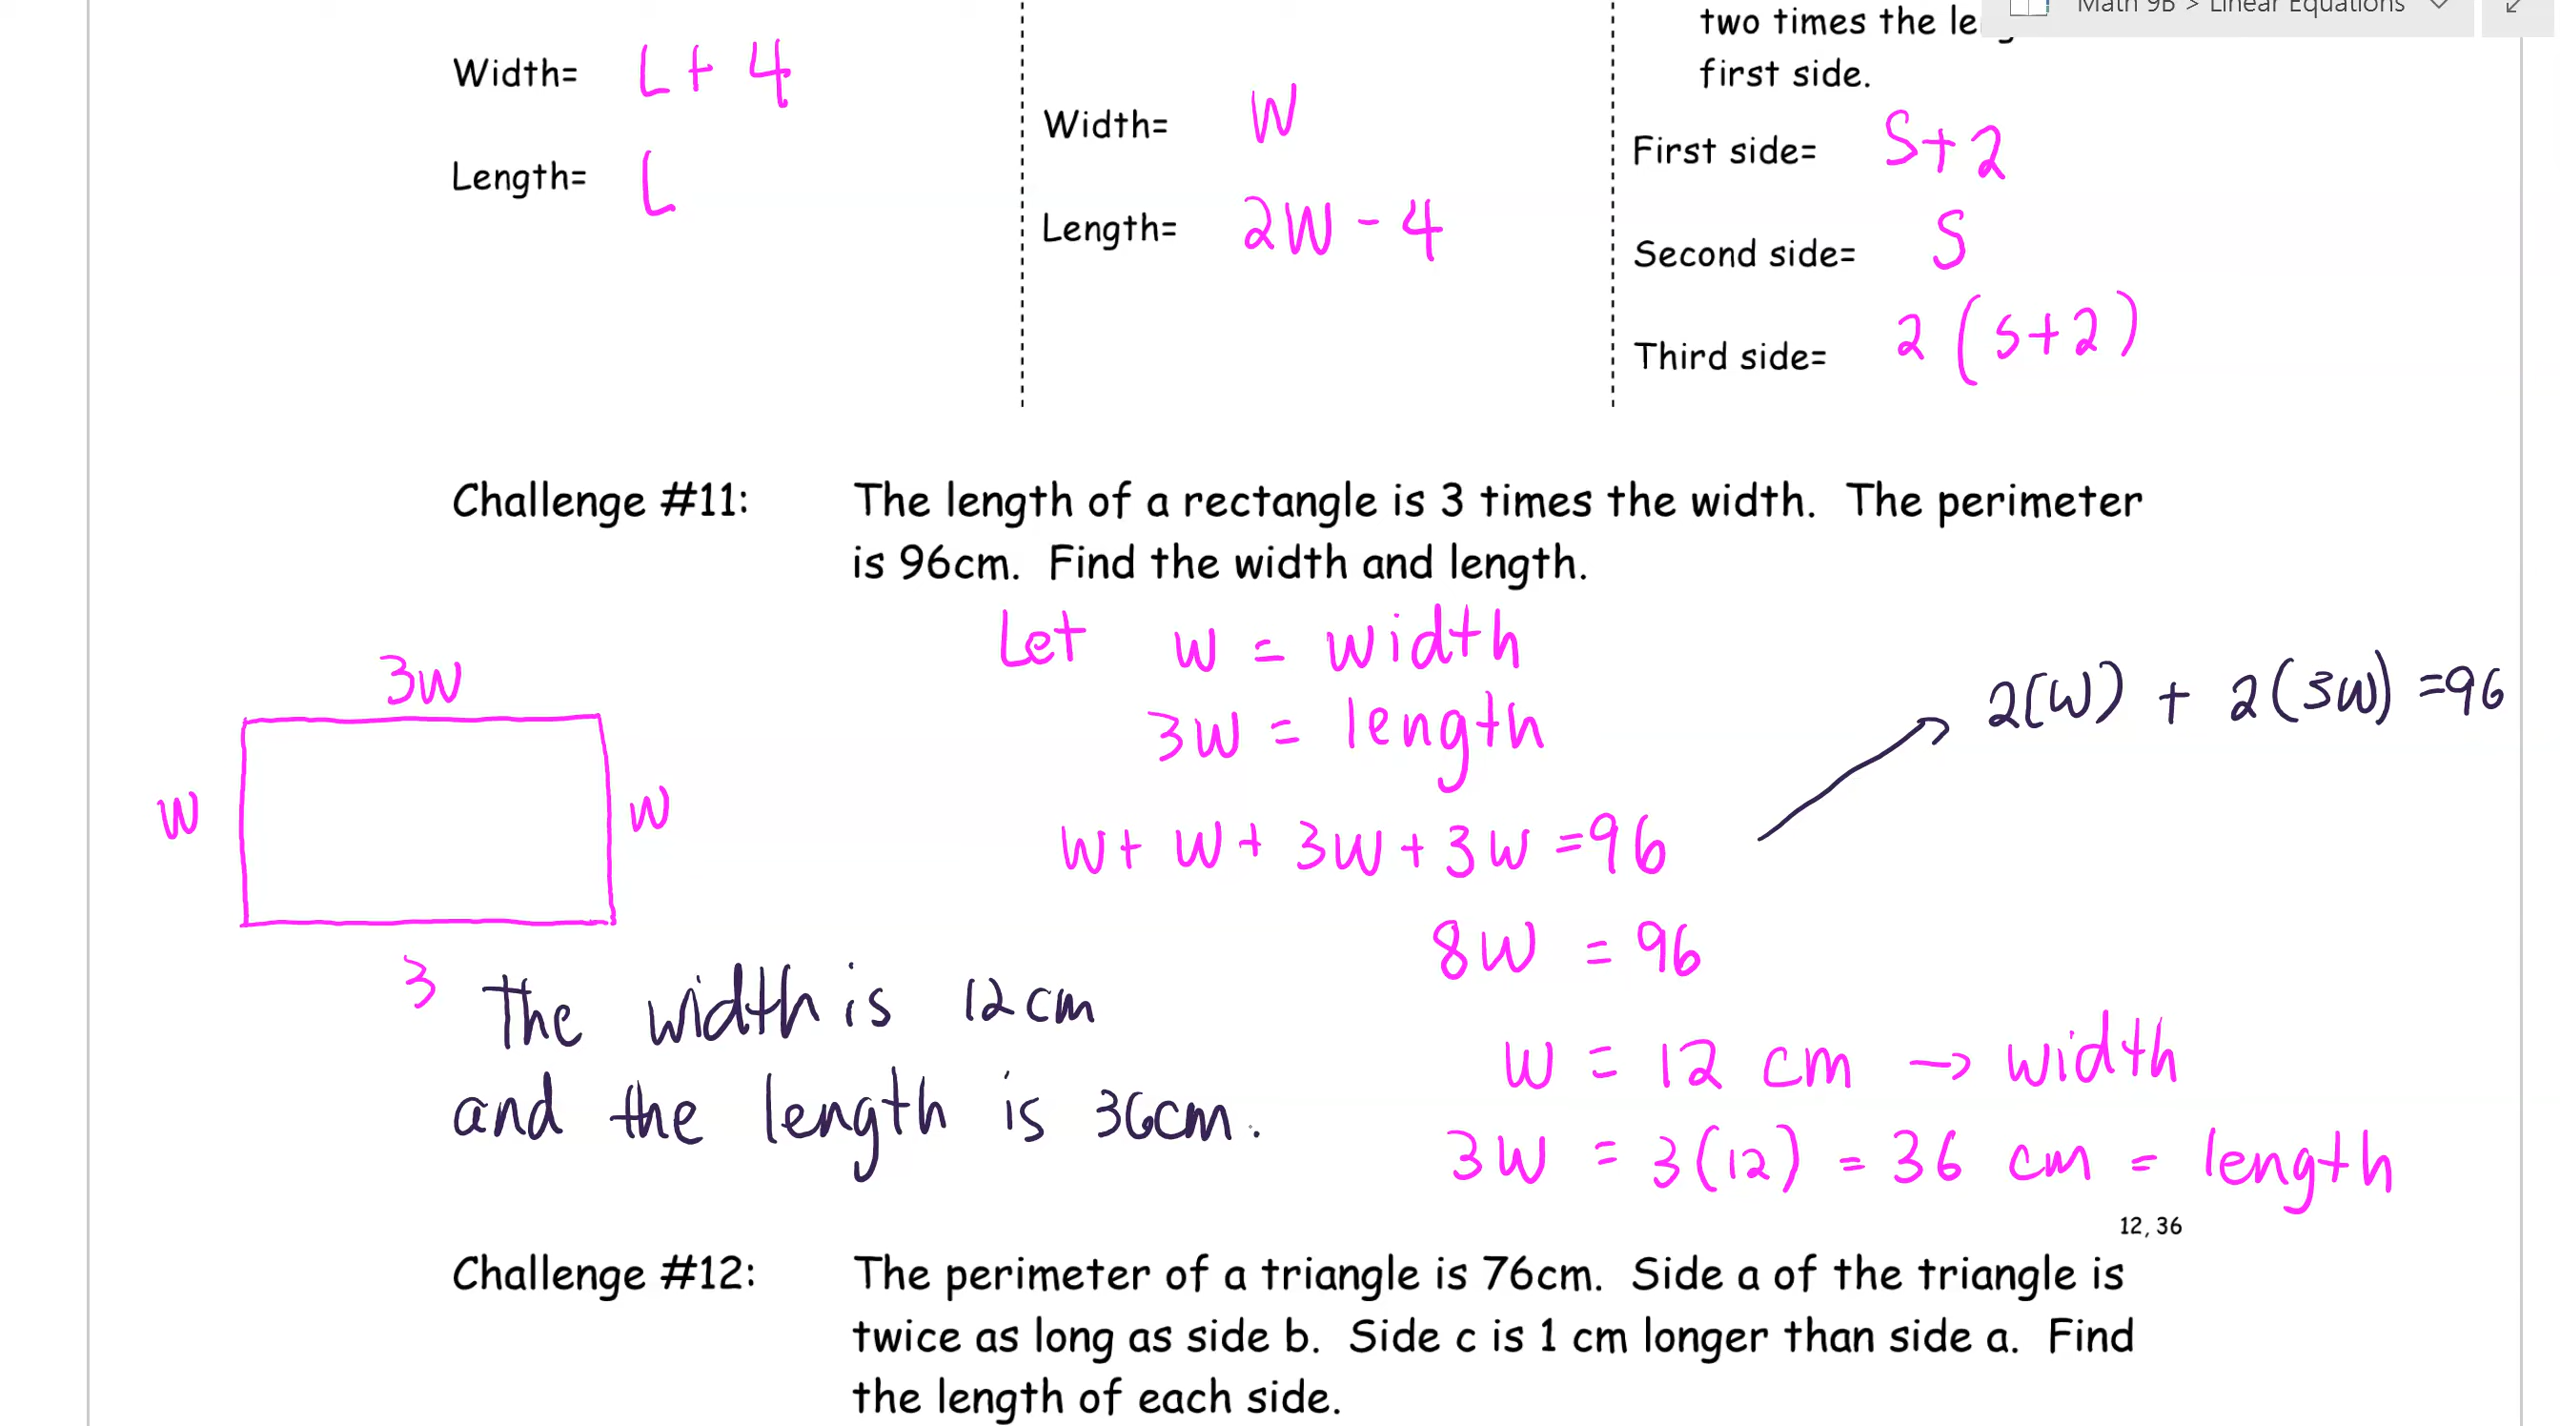 Math 9B > Linear Equations
two times the le
first side.
Width= L + 4
Length= L
Width= W
Length= 2W - 4
First side= S+2
Second side= S
Third side= 2 (S+2)
Challenge #11: The length of a rectangle is 3 times the width. The perimeter
is 96cm. Find the width and length.
Let w = width
3W = length
3W
W W
W + W + 3W + 3W = 96
2(W) + 2(3W) = 96
8W = 96
3
The width is 12cm
and the length is 36cm.
W = 12 cm → width
3W = 3(12) = 36 cm = length
12, 36
Challenge #12: The perimeter of a triangle is 76cm. Side a of the triangle is
twice as long as side b. Side c is 1 cm longer than side a. Find
the length of each side.